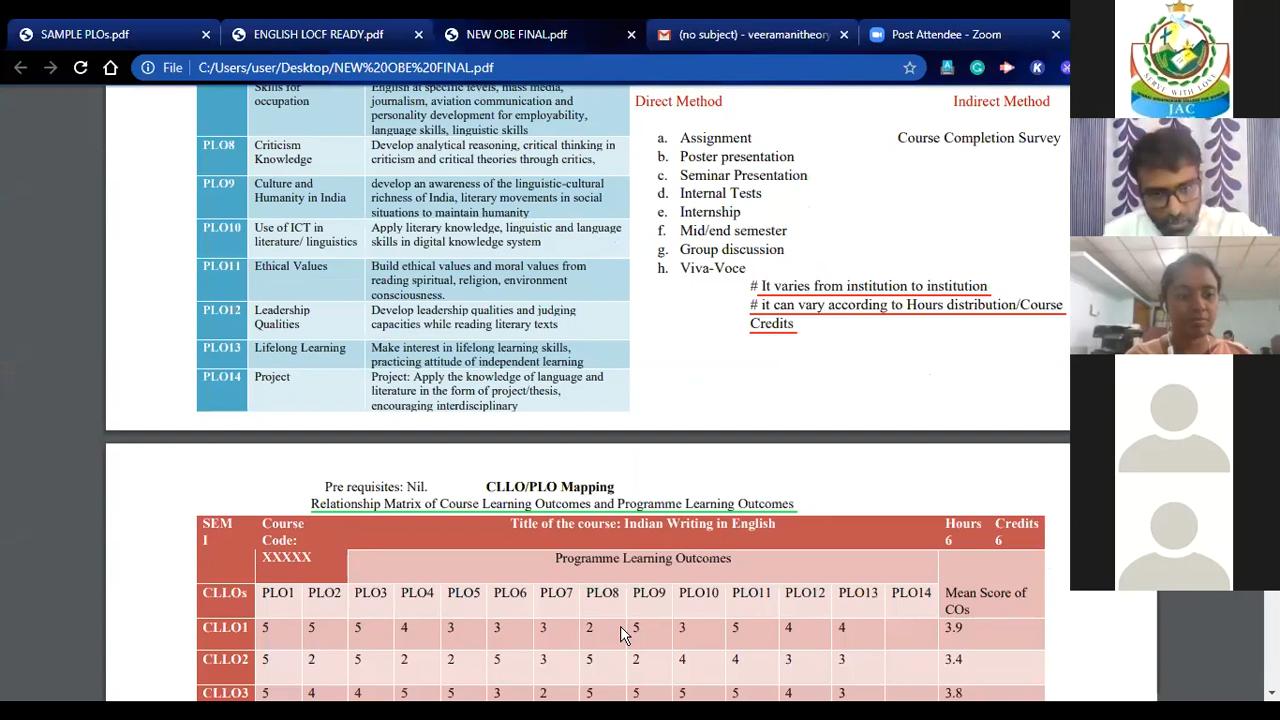 SAMPLE PLOs.pdf
ENGLISH LOCF READY.pdf
NEW OBE FINAL.pdf
(no subject) - veeramanitheory
Post Attendee - Zoom
File
C:/Users/user/Desktop/NEW%20OBE%20FINAL.pdf
Skills for occupation
English at specific levels, mass media,
journalism, aviation communication and
personality development for employability,
language skills, linguistic skills
PLO8
Criticism
Knowledge
Develop analytical reasoning, critical thinking in
criticism and critical theories through critics,
PLO9
Culture and
Humanity in India
develop an awareness of the linguistic-cultural
richness of India, literary movements in social
situations to maintain humanity
PLO10
Use of ICT in
literature/ linguistics
Apply literary knowledge, linguistic and language
skills in digital knowledge system
PLO11
Ethical Values
Build ethical values and moral values from
reading spiritual, religion, environment
consciousness.
PLO12
Leadership
Qualities
Develop leadership qualities and judging
capacities while reading literary texts
PLO13
Lifelong Learning
Make interest in lifelong learning skills,
practicing attitude of independent learning
PLO14
Project
Project: Apply the knowledge of language and
literature in the form of project/thesis,
encouraging interdisciplinary
Direct Method
Indirect Method
a. Assignment
Course Completion Survey
b. Poster presentation
c. Seminar Presentation
d. Internal Tests
e. Internship
f. Mid/end semester
g. Group discussion
h. Viva-Voce
# It varies from institution to institution
# it can vary according to Hours distribution/Course
Credits
Pre requisites: Nil. CLLO/PLO Mapping
Relationship Matrix of Course Learning Outcomes and Programme Learning Outcomes
SEM I
Course Code: XXXXX
Title of the course: Indian Writing in English
Hours 6
Credits 6
Programme Learning Outcomes
CLLOs PLO1 PLO2 PLO3 PLO4 PLO5 PLO6 PLO7 PLO8 PLO9 PLO10 PLO11 PLO12 PLO13 PLO14 Mean Score of COs
CLLO1 5 5 5 4 3 3 3 2 5 3 5 4 4 3.9
CLLO2 5 2 5 2 2 5 3 5 2 4 4 3 3 3.4
CLLO3 5 4 4 5 5 3 2 5 5 5 5 4 3 3.8
SERVE WITH LOVE
JAC